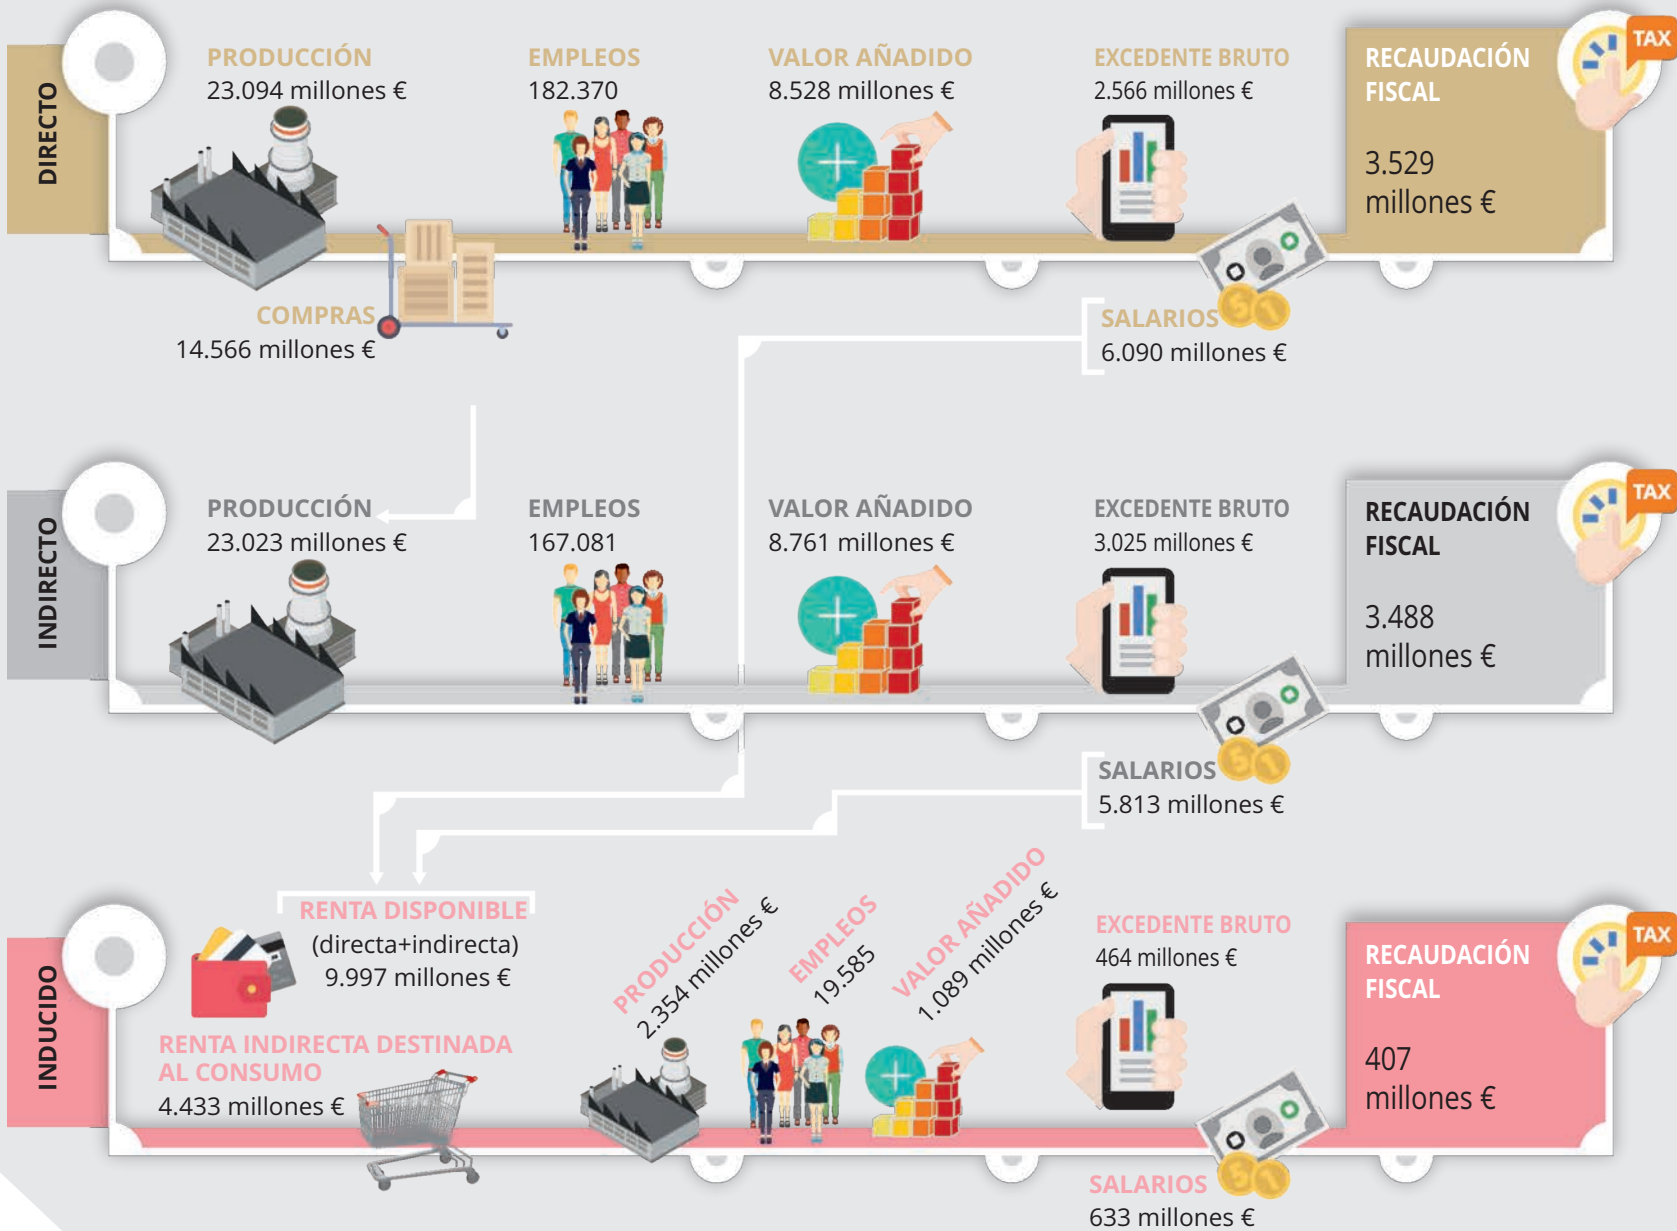 DIRECTO
PRODUCCIÓN
23.094 millones €
EMPLEOS
182.370
VALOR AÑADIDO
8.528 millones €
EXCEDENTE BRUTO
2.566 millones €
RECAUDACIÓN
FISCAL
3.529
millones €
TAX
COMPRAS
14.566 millones €
SALARIOS
6.090 millones €
INDIRECTO
PRODUCCIÓN
23.023 millones €
EMPLEOS
167.081
VALOR AÑADIDO
8.761 millones €
EXCEDENTE BRUTO
3.025 millones €
RECAUDACIÓN
FISCAL
3.488
millones €
TAX
SALARIOS
5.813 millones €
INDUCIDO
RENTA DISPONIBLE
(directa+indirecta)
9.997 millones €
RENTA INDIRECTA DESTINADA
AL CONSUMO
4.433 millones €
PRODUCCIÓN
2.354 millones €
EMPLEOS
19.585
VALOR AÑADIDO
1.089 millones €
EXCEDENTE BRUTO
464 millones €
RECAUDACIÓN
FISCAL
407
millones €
TAX
SALARIOS
633 millones €